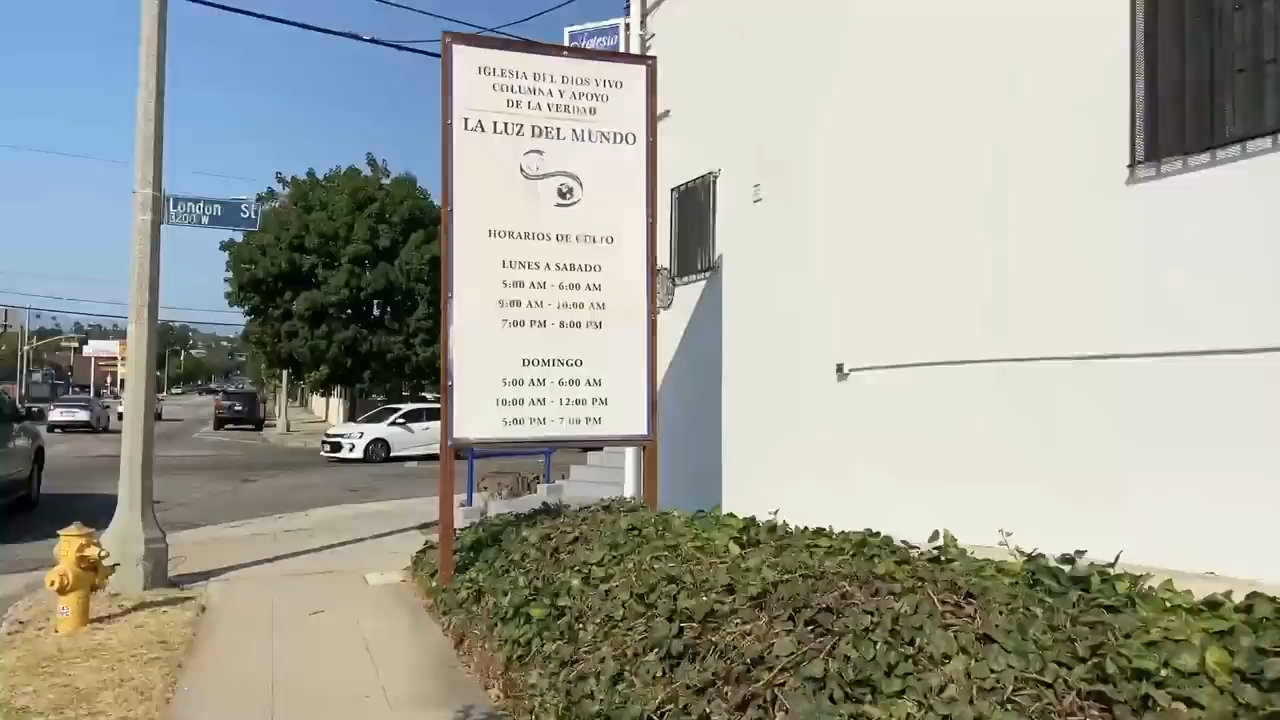 Iglesia
IGLESIA DEL DIOS VIVO
COLUMNA Y APOYO
DE LA VERDAD
LA LUZ DEL MUNDO
HORARIOS DE CULTO
LUNES A SABADO
5:00 AM - 6:00 AM
9:00 AM - 10:00 AM
7:00 PM - 8:00 PM
DOMINGO
5:00 AM - 6:00 AM
10:00 AM - 12:00 PM
5:00 PM - 7:00 PM
London St
3200 W